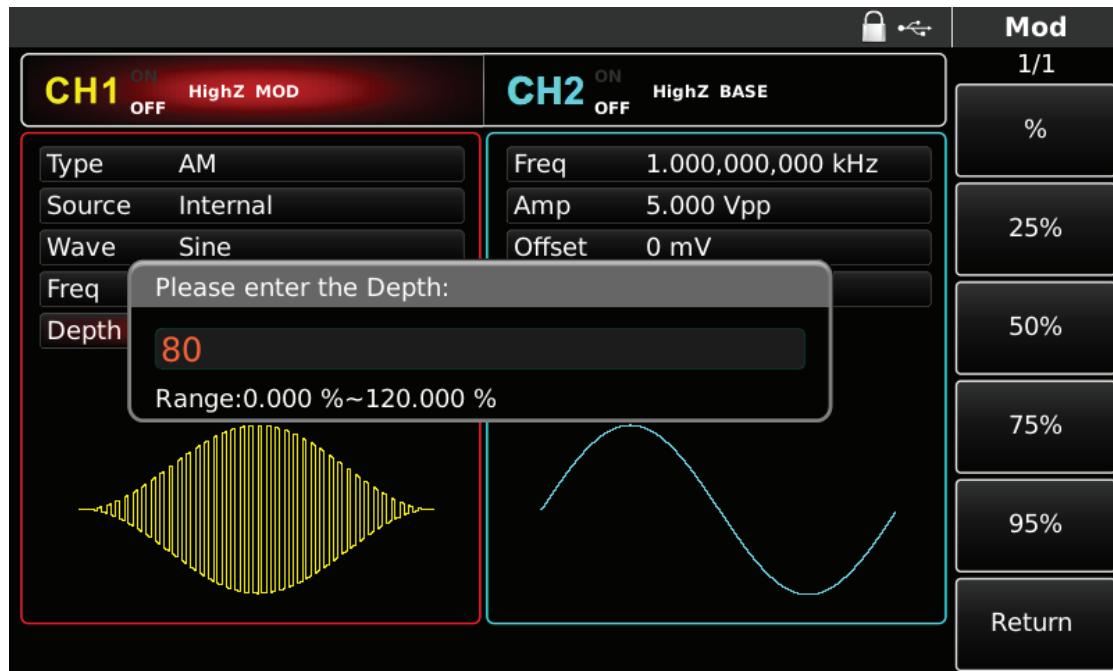 Mod
1/1
CH1 ON OFF HighZ MOD
CH2 ON OFF HighZ BASE
Type AM
Source Internal
Wave Sine
Freq
Depth
Freq 1.000,000,000 kHz
Amp 5.000 Vpp
Offset 0 mV
Please enter the Depth:
80
Range:0.000 %~120.000 %
%
25%
50%
75%
95%
Return